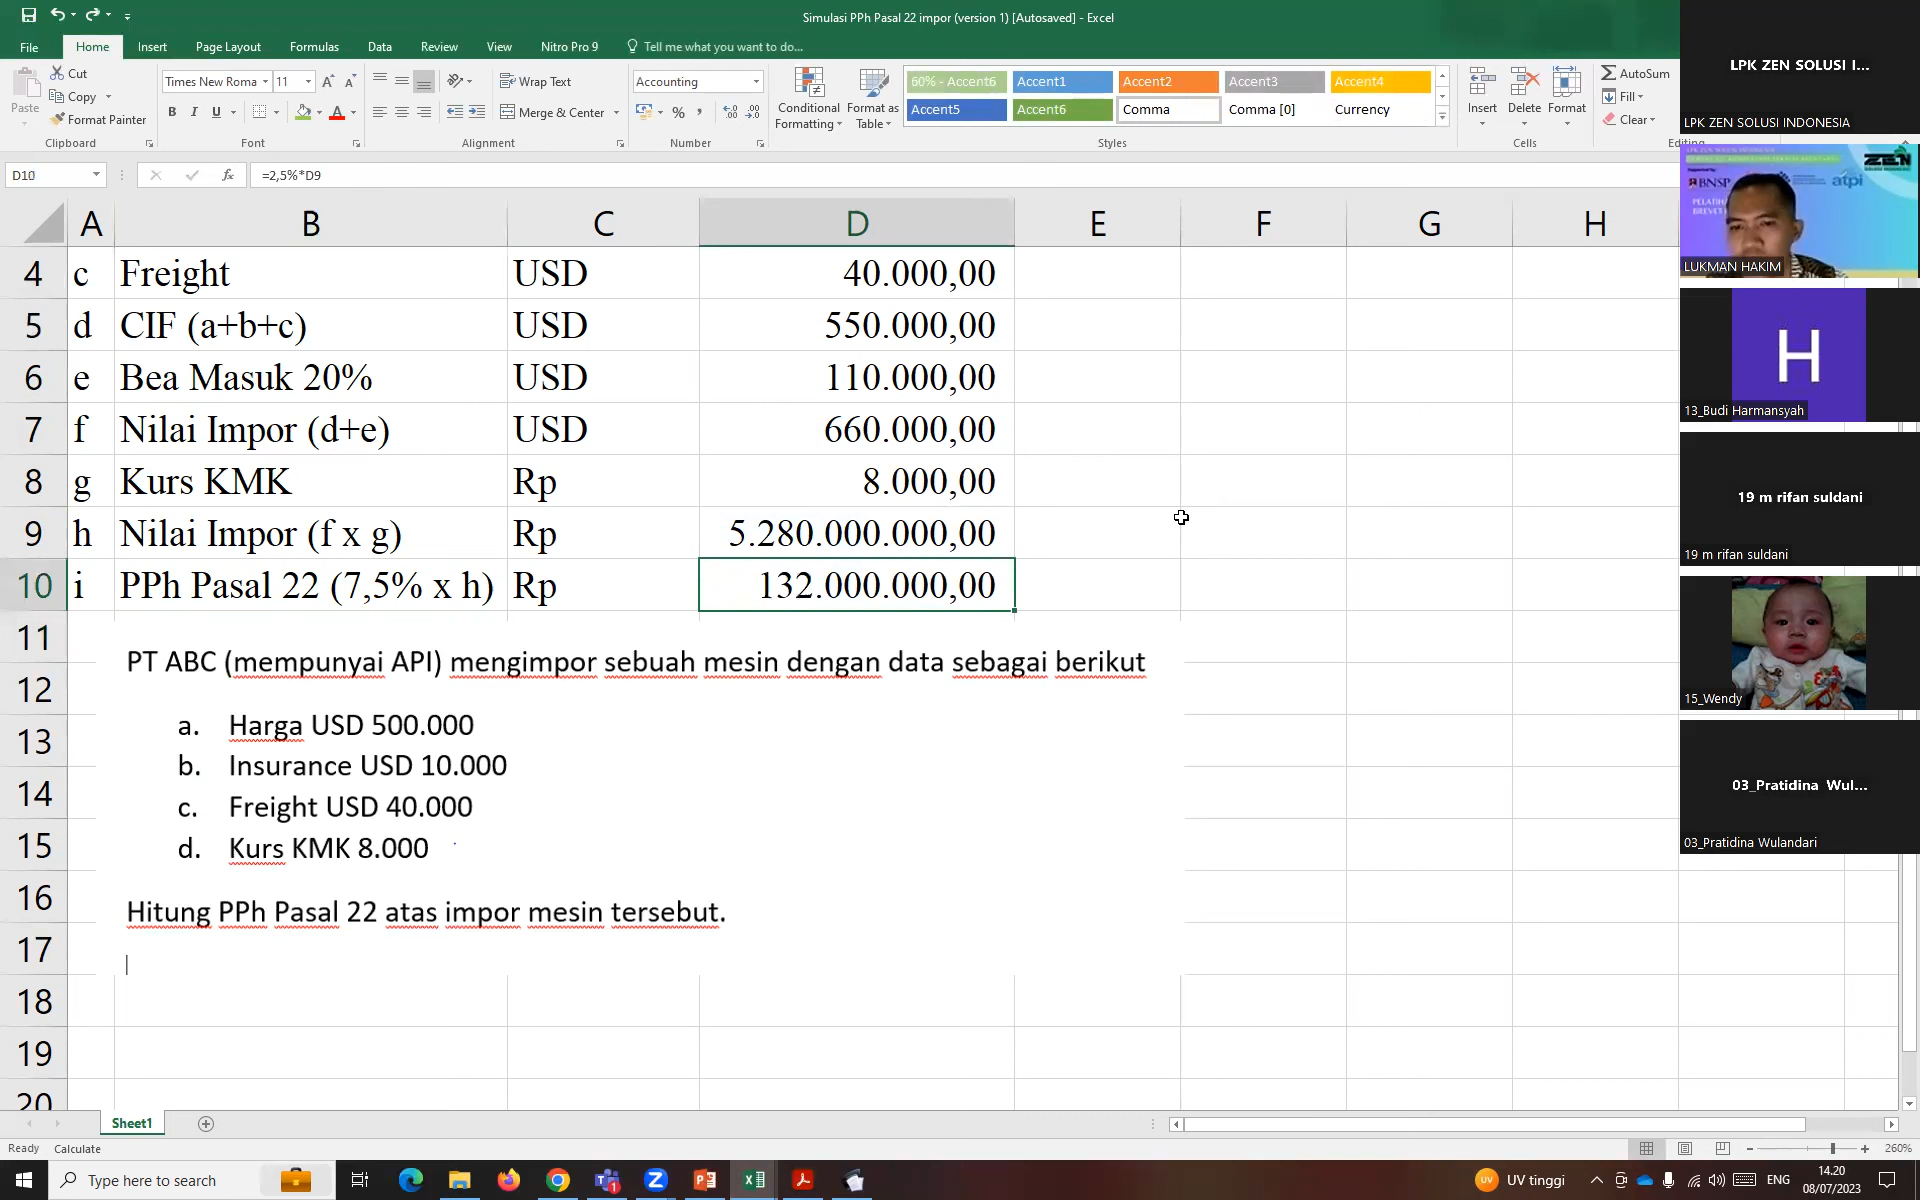 Simulasi PPh Pasal 22 impor (version 1) [Autosaved] - Excel
File Home Insert Page Layout Formulas Data Review View Nitro Pro 9 Tell me what you want to do...
Paste Cut Copy Format Painter
Clipboard
Times New Roma 11
B I U
Font
Wrap Text
Merge & Center
Alignment
Accounting
Number
Conditional Formatting
Format as Table
60% - Accent6 Accent1 Accent2 Accent3 Accent4
Accent5 Accent6 Comma Comma [0] Currency
Styles
Insert Delete Format
Cells
AutoSum
Fill
Clear
Editing
D10 fx =2,5%*D9
A B C D E F G H
4 c Freight USD 40.000,00
5 d CIF (a+b+c) USD 550.000,00
6 e Bea Masuk 20% USD 110.000,00
7 f Nilai Impor (d+e) USD 660.000,00
8 g Kurs KMK Rp 8.000,00
9 h Nilai Impor (f x g) Rp 5.280.000.000,00
10 i PPh Pasal 22 (7,5% x h) Rp 132.000.000,00
11
12
13
14
15
16
17
18
19
20
PT ABC (mempunyai API) mengimpor sebuah mesin dengan data sebagai berikut
a. Harga USD 500.000
b. Insurance USD 10.000
c. Freight USD 40.000
d. Kurs KMK 8.000
Hitung PPh Pasal 22 atas impor mesin tersebut.
Sheet1
Ready Calculate
260%
Type here to search
UV tinggi
ENG
14.20
08/07/2023
LPK ZEN SOLUSI I...
LPK ZEN SOLUSI INDONESIA
ZEN
BNSP
atpi
LUKMAN HAKIM
H
13_Budi Harmansyah
19 m rifan suldani
19 m rifan suldani
15_Wendy
03_Pratidina Wul...
03_Pratidina Wulandari